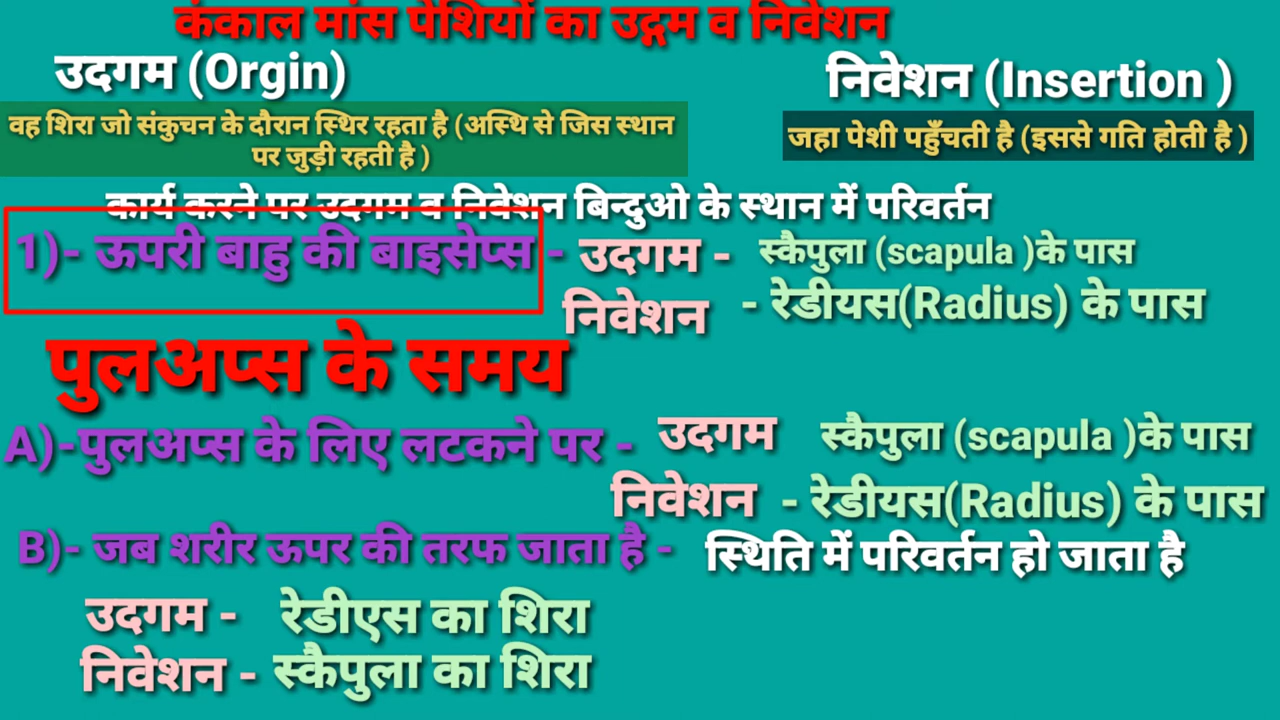 कंकाल मांस पेशियों का उद्गम व निवेशन
उदगम (Orgin)
निवेशन (Insertion )
वह शिरा जो संकुचन के दौरान स्थिर रहता है (अस्थि से जिस स्थान
पर जुड़ी रहती है )
जहा पेशी पहुँचती है (इससे गति होती है )
कार्य करने पर उदगम व निवेशन बिन्दुओ के स्थान में परिवर्तन
1)- ऊपरी बाहु की बाइसेप्स - उदगम - स्कैपुला (scapula )के पास
निवेशन - रेडीयस(Radius) के पास
पुलअप्स के समय
A)-पुलअप्स के लिए लटकने पर - उदगम स्कैपुला (scapula )के पास
निवेशन - रेडीयस(Radius) के पास
B)- जब शरीर ऊपर की तरफ जाता है - स्थिति में परिवर्तन हो जाता है
उदगम - रेडीएस का शिरा
निवेशन - स्कैपुला का शिरा